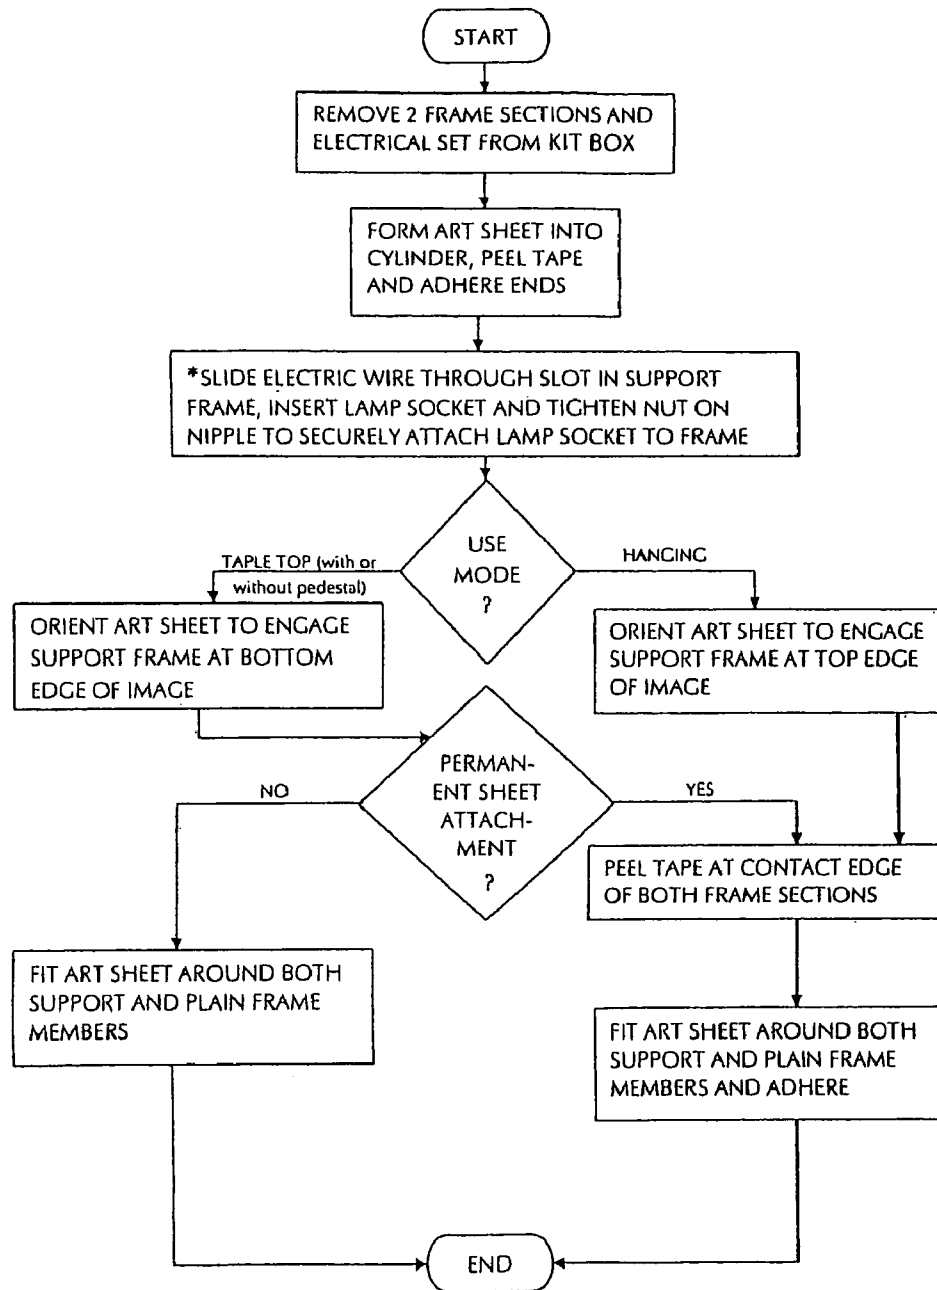 START
REMOVE 2 FRAME SECTIONS AND
ELECTRICAL SET FROM KIT BOX
FORM ART SHEET INTO
CYLINDER, PEEL TAPE
AND ADHERE ENDS
*SLIDE ELECTRIC WIRE THROUGH SLOT IN SUPPORT
FRAME, INSERT LAMP SOCKET AND TIGHTEN NUT ON
NIPPLE TO SECURELY ATTACH LAMP SOCKET TO FRAME
USE
MODE
?
TAPLE TOP (with or
without pedestal)
HANGING
ORIENT ART SHEET TO ENGAGE
SUPPORT FRAME AT BOTTOM
EDGE OF IMAGE
ORIENT ART SHEET TO ENGAGE
SUPPORT FRAME AT TOP EDGE
OF IMAGE
PERMAN-
ENT SHEET
ATTACH-
MENT
?
NO
YES
PEEL TAPE AT CONTACT EDGE
OF BOTH FRAME SECTIONS
FIT ART SHEET AROUND BOTH
SUPPORT AND PLAIN FRAME
MEMBERS
FIT ART SHEET AROUND BOTH
SUPPORT AND PLAIN FRAME
MEMBERS AND ADHERE
END